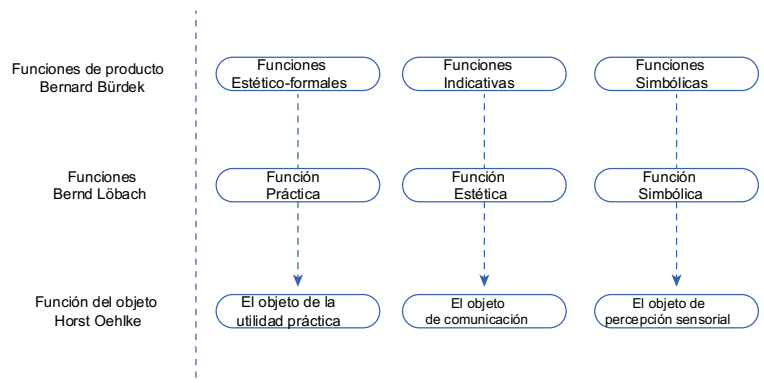 Funciones de producto
Bernard Bürdek
Funciones
Estético-formales
Funciones
Indicativas
Funciones
Simbólicas
Funciones
Bernd Löbach
Función
Práctica
Función
Estética
Función
Simbólica
Función del objeto
Horst Oehlke
El objeto de la
utilidad práctica
El objeto
de comunicación
El objeto de
percepción sensorial